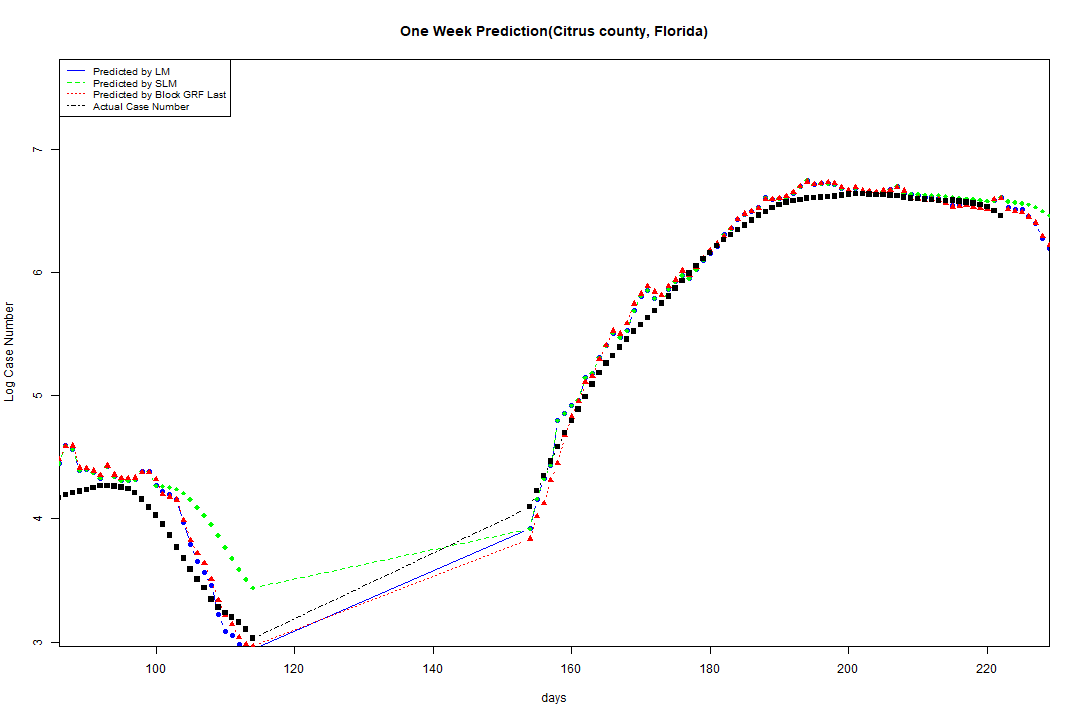 One Week Prediction(Citrus county, Florida)
Predicted by LM
Predicted by SLM
Predicted by Block GRF Last
Actual Case Number
7
6
5
4
3
Log Case Number
100 120 140 160 180 200 220
days